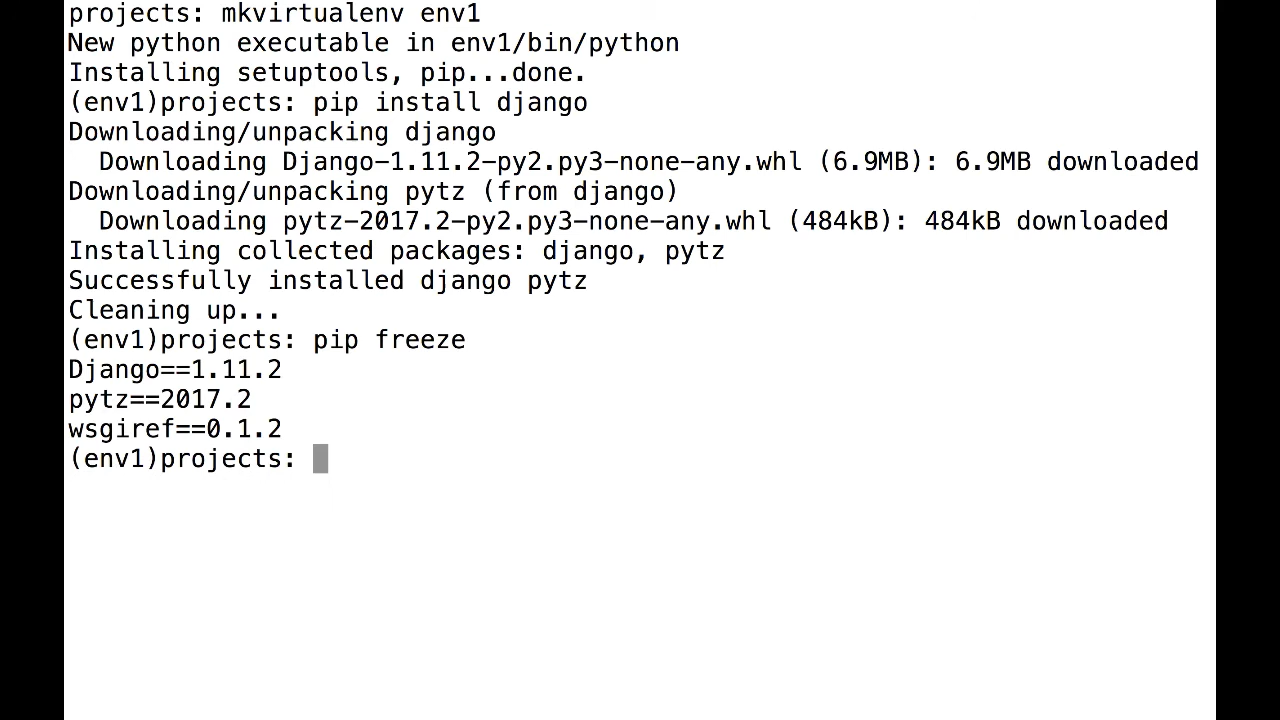 projects: mkvirtualenv env1
New python executable in env1/bin/python
Installing setuptools, pip...done.
(env1)projects: pip install django
Downloading/unpacking django
  Downloading Django-1.11.2-py2.py3-none-any.whl (6.9MB): 6.9MB downloaded
Downloading/unpacking pytz (from django)
  Downloading pytz-2017.2-py2.py3-none-any.whl (484kB): 484kB downloaded
Installing collected packages: django, pytz
Successfully installed django pytz
Cleaning up...
(env1)projects: pip freeze
Django==1.11.2
pytz==2017.2
wsgiref==0.1.2
(env1)projects: